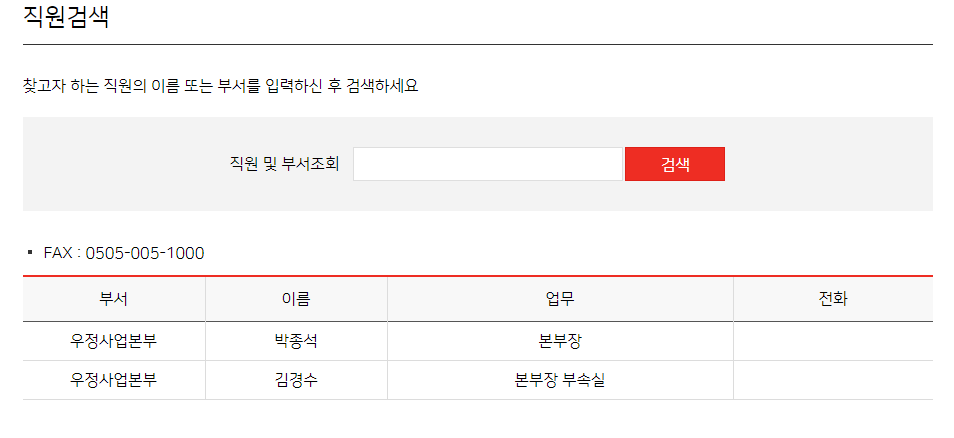 직원검색
찾고자 하는 직원의 이름 또는 부서를 입력하신 후 검색하세요
직원 및 부서조회 검색
▪ FAX : 0505-005-1000
부서 이름 업무 전화
우정사업본부 박종석 본부장
우정사업본부 김경수 본부장 부속실